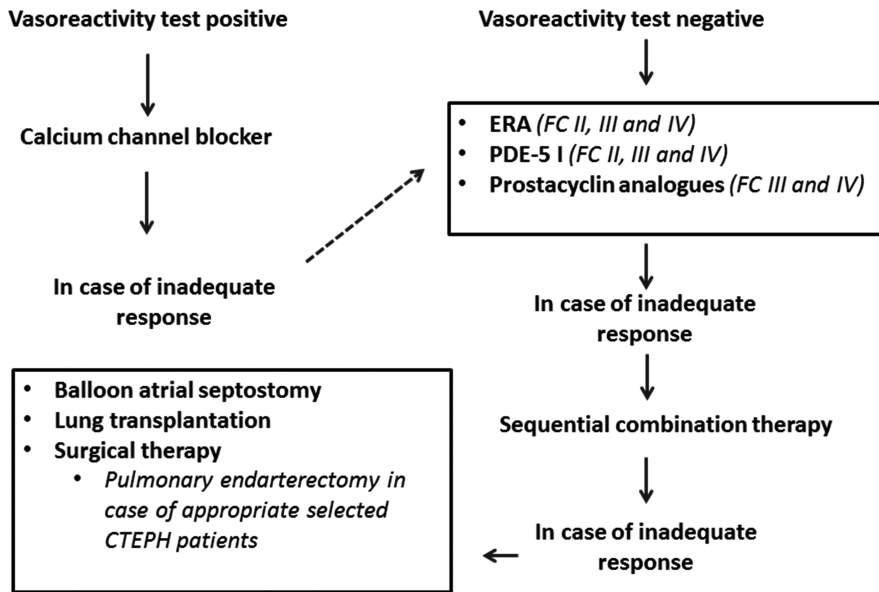 Vasoreactivity test positive
Calcium channel blocker
In case of inadequate
response
Vasoreactivity test negative
• ERA (FC II, III and IV)
• PDE-5 I (FC II, III and IV)
• Prostacyclin analogues (FC III and IV)
In case of inadequate
response
Sequential combination therapy
In case of inadequate
response
• Balloon atrial septostomy
• Lung transplantation
• Surgical therapy
• Pulmonary endarterectomy in
case of appropriate selected
CTEPH patients